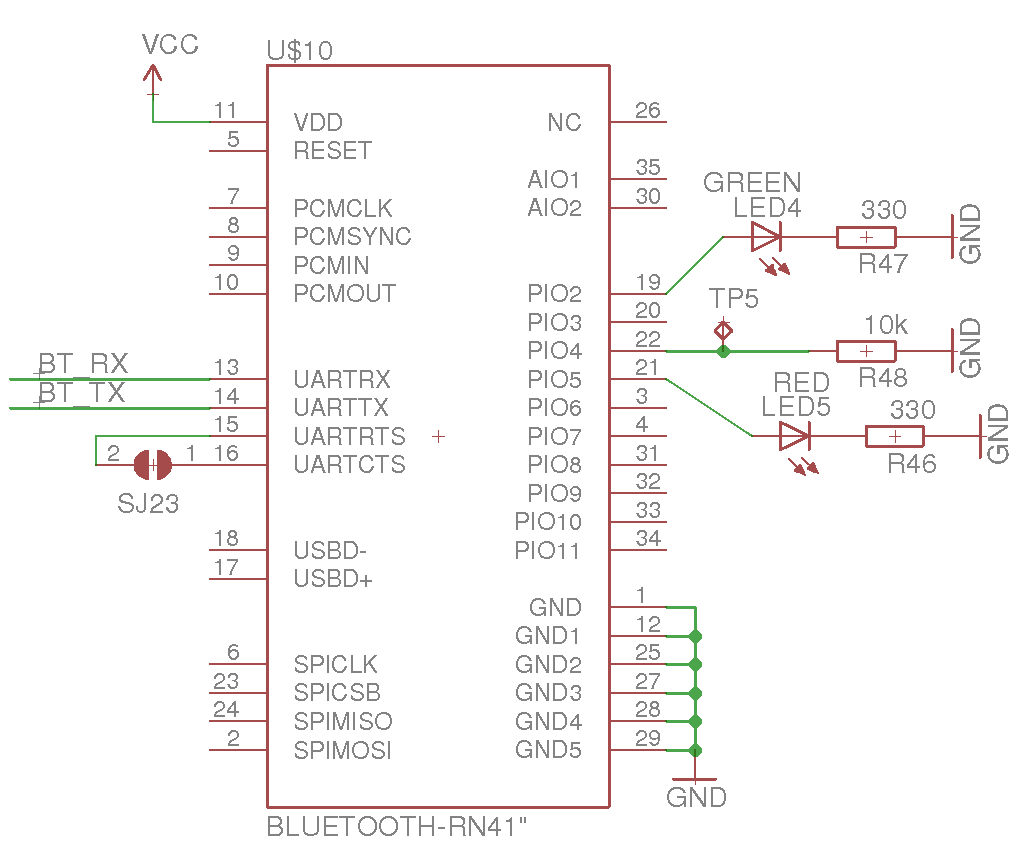 VCC
U$10
11 VDD
5 RESET
7 PCMCLK
8 PCMSYNC
9 PCMIN
10 PCMOUT
BT_RX 13 UARTRX
BT_TX 14 UARTTX
15 UARTRTS
2 1 16 UARTCTS
SJ23
18 USBD-
17 USBD+
6 SPICLK
23 SPICSB
24 SPIMISO
2 SPIMOSI
NC 26
AIO1 35
AIO2 30
PIO2 19
PIO3 20
PIO4 22
PIO5 21
PIO6 3
PIO7 4
PIO8 31
PIO9 32
PIO10 33
PIO11 34
GND 1
GND1 12
GND2 25
GND3 27
GND4 28
GND5 29
GND
GREEN
LED4
330
R47
GND
TP5
10k
R48
GND
RED
LED5
330
R46
GND
BLUETOOTH-RN41"